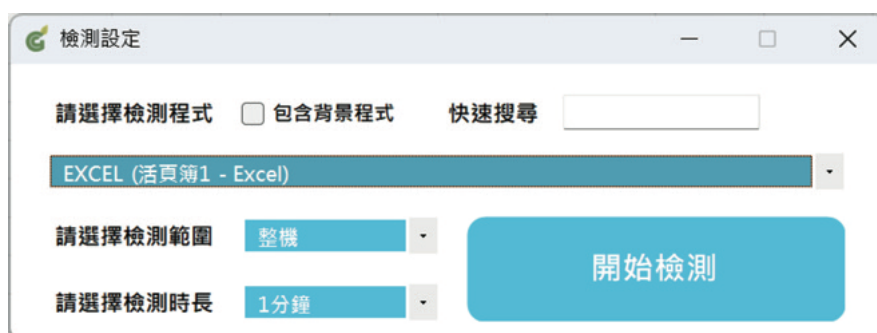 檢測設定
請選擇檢測程式 包含背景程式 快速搜尋
EXCEL (活頁簿1 - Excel)
請選擇檢測範圍 整機
開始檢測
請選擇檢測時長 1分鐘